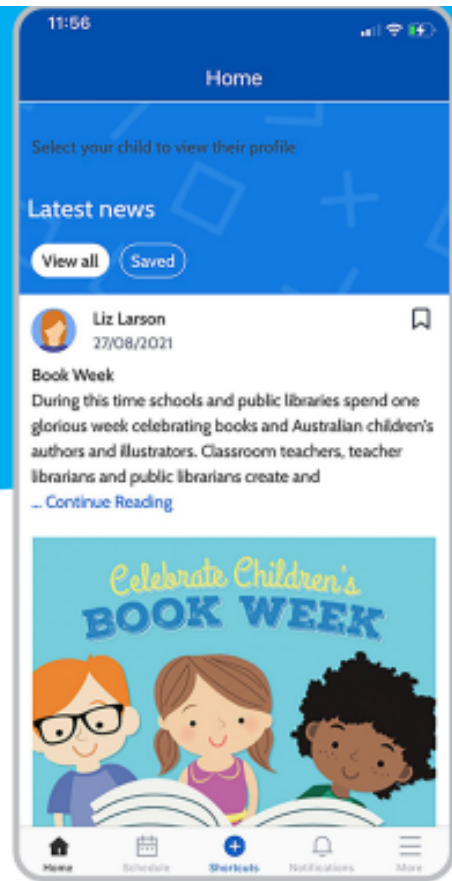 11:56
Home
Select your child to view their profile
Latest news
View all
Saved
Liz Larson
27/08/2021
Book Week
During this time schools and public libraries spend one
glorious week celebrating books and Australian children's
authors and illustrators. Classroom teachers, teacher
librarians and public librarians create and
... Continue Reading
Celebrate Children's
BOOK WEEK
Home
Schedule
Shortcuts
Notifications
More